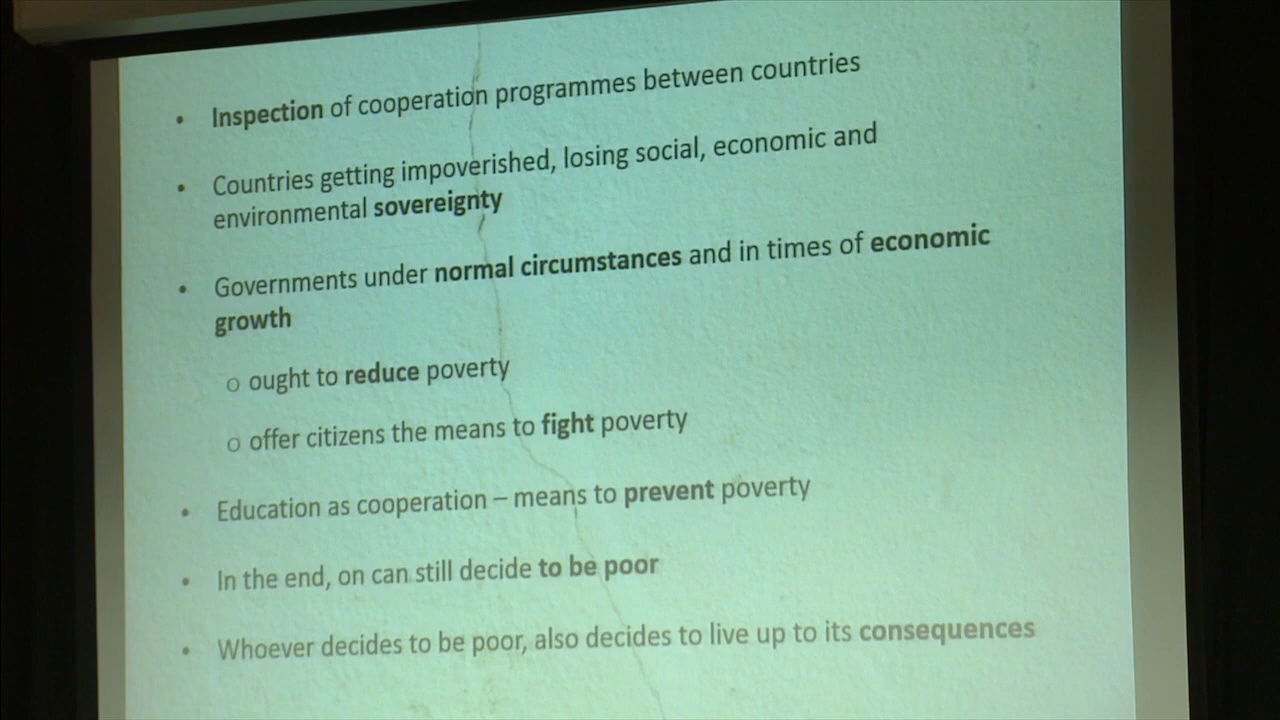 • Inspection of cooperation programmes between countries
• Countries getting impoverished, losing social, economic and
environmental sovereignty
• Governments under normal circumstances and in times of economic
growth
o ought to reduce poverty
o offer citizens the means to fight poverty
• Education as cooperation – means to prevent poverty
• In the end, on can still decide to be poor
• Whoever decides to be poor, also decides to live up to its consequences